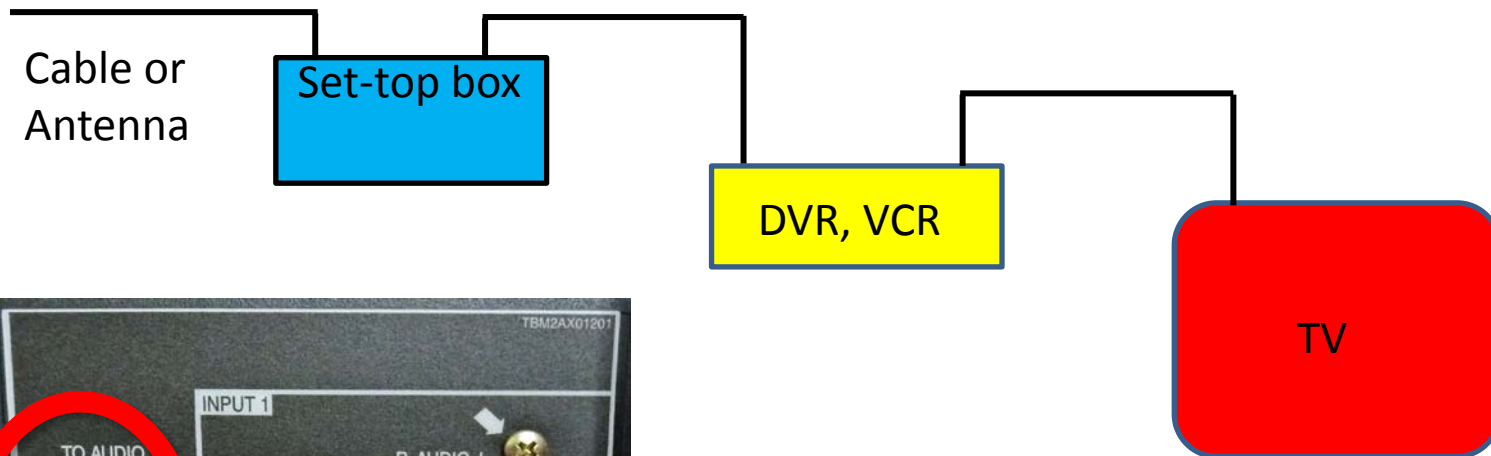 Cable or
Antenna
Set-top box
DVR, VCR
TV
TBM2AX01201
INPUT 1
TO AUDIO